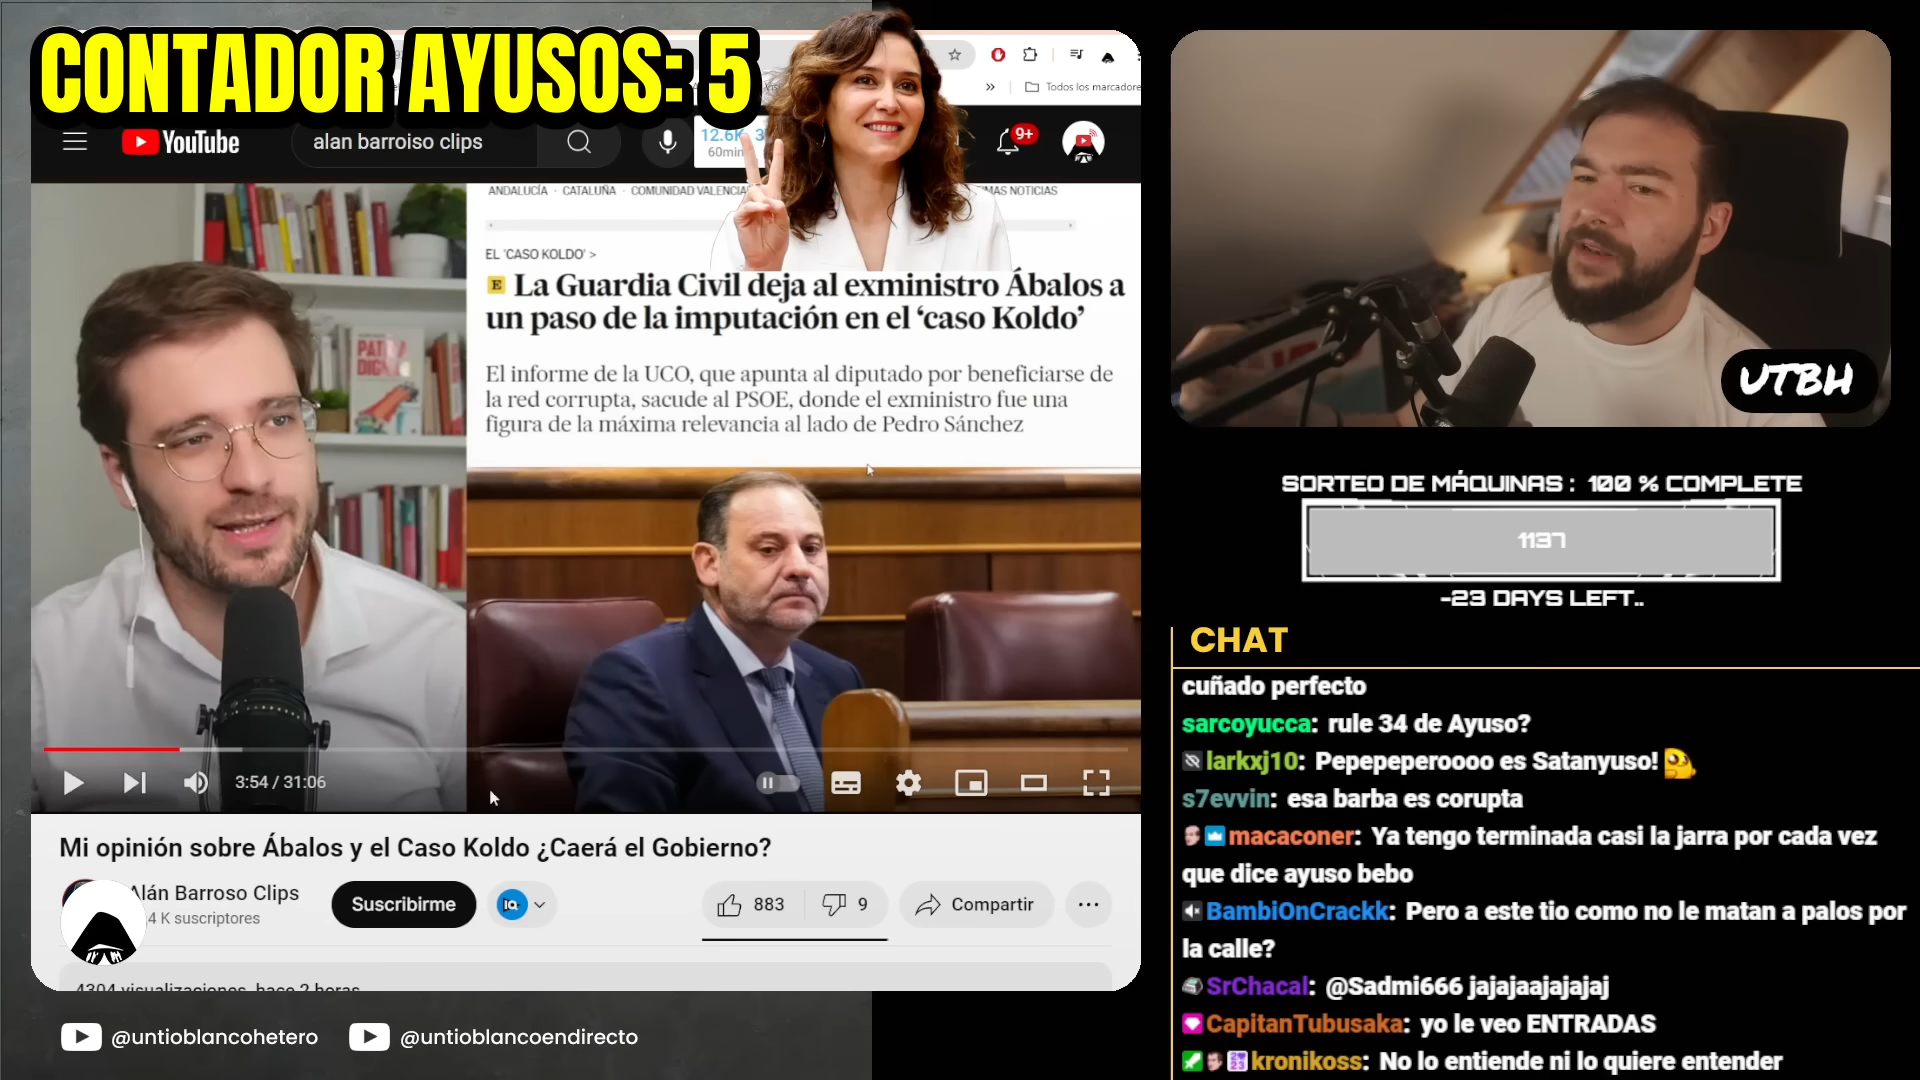 CONTADOR AYUSOS: 5
Todos los marcadore
YouTube
alan barroiso clips
12.6K 3
60min
9+
ANDALUCÍA · CATALUÑA · COMUNIDAD VALENCIA
MAS NOTICIAS
EL 'CASO KOLDO' >
E La Guardia Civil deja al exministro Ábalos a
un paso de la imputación en el 'caso Koldo'
El informe de la UCO, que apunta al diputado por beneficiarse de
la red corrupta, sacude al PSOE, donde el exministro fue una
figura de la máxima relevancia al lado de Pedro Sánchez
3:54 / 31:06
Mi opinión sobre Ábalos y el Caso Koldo ¿Caerá el Gobierno?
Alán Barroso Clips
4 K suscriptores
Suscribirme
IQ
883
9
Compartir
4304 visualizaciones hace 2 horas
@untioblancohetero
@untioblancoendirecto
UTBH
SORTEO DE MÁQUINAS : 100 % COMPLETE
1137
-23 DAYS LEFT..
CHAT
cuñado perfecto
sarcoyucca: rule 34 de Ayuso?
larkxj10: Pepepeperoooo es Satanyuso!
s7evvin: esa barba es corupta
macaconer: Ya tengo terminada casi la jarra por cada vez
que dice ayuso bebo
BambiOnCrackk: Pero a este tio como no le matan a palos por
la calle?
SrChacal: @Sadmi666 jajajaajajajaj
CapitanTubusaka: yo le veo ENTRADAS
kronikoss: No lo entiende ni lo quiere entender